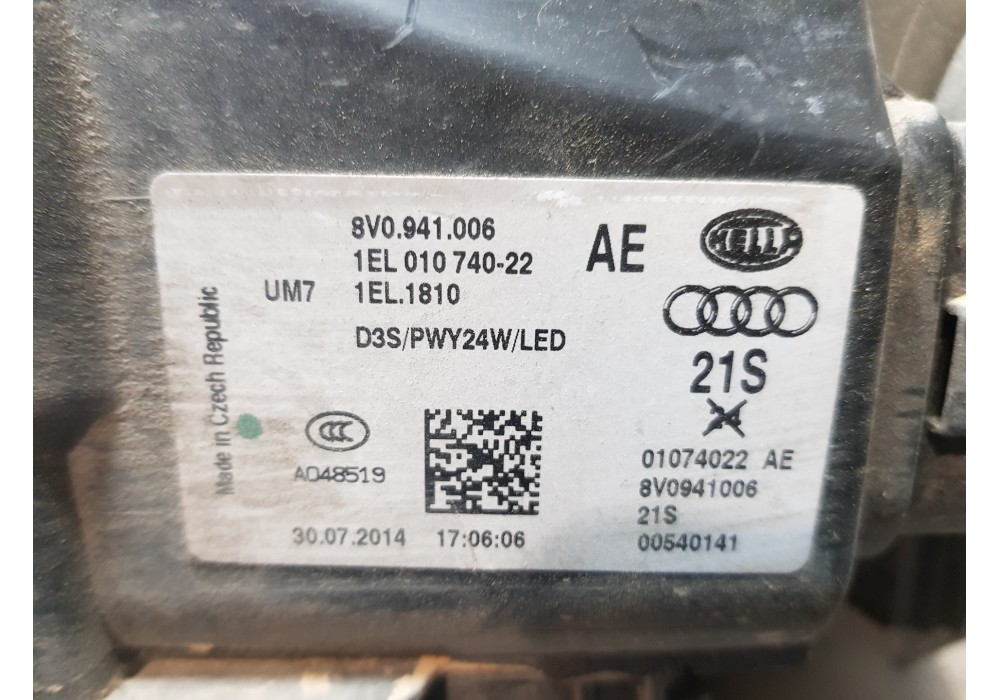 8V0.941.006
1EL 010 740-22
UM7 1EL.1810
D3S/PWY24W/LED
AE
HELLA
21S
Made in Czech Republic
CCC
A048519
30.07.2014 17:06:06
01074022 AE
8V0941006
21S
00540141